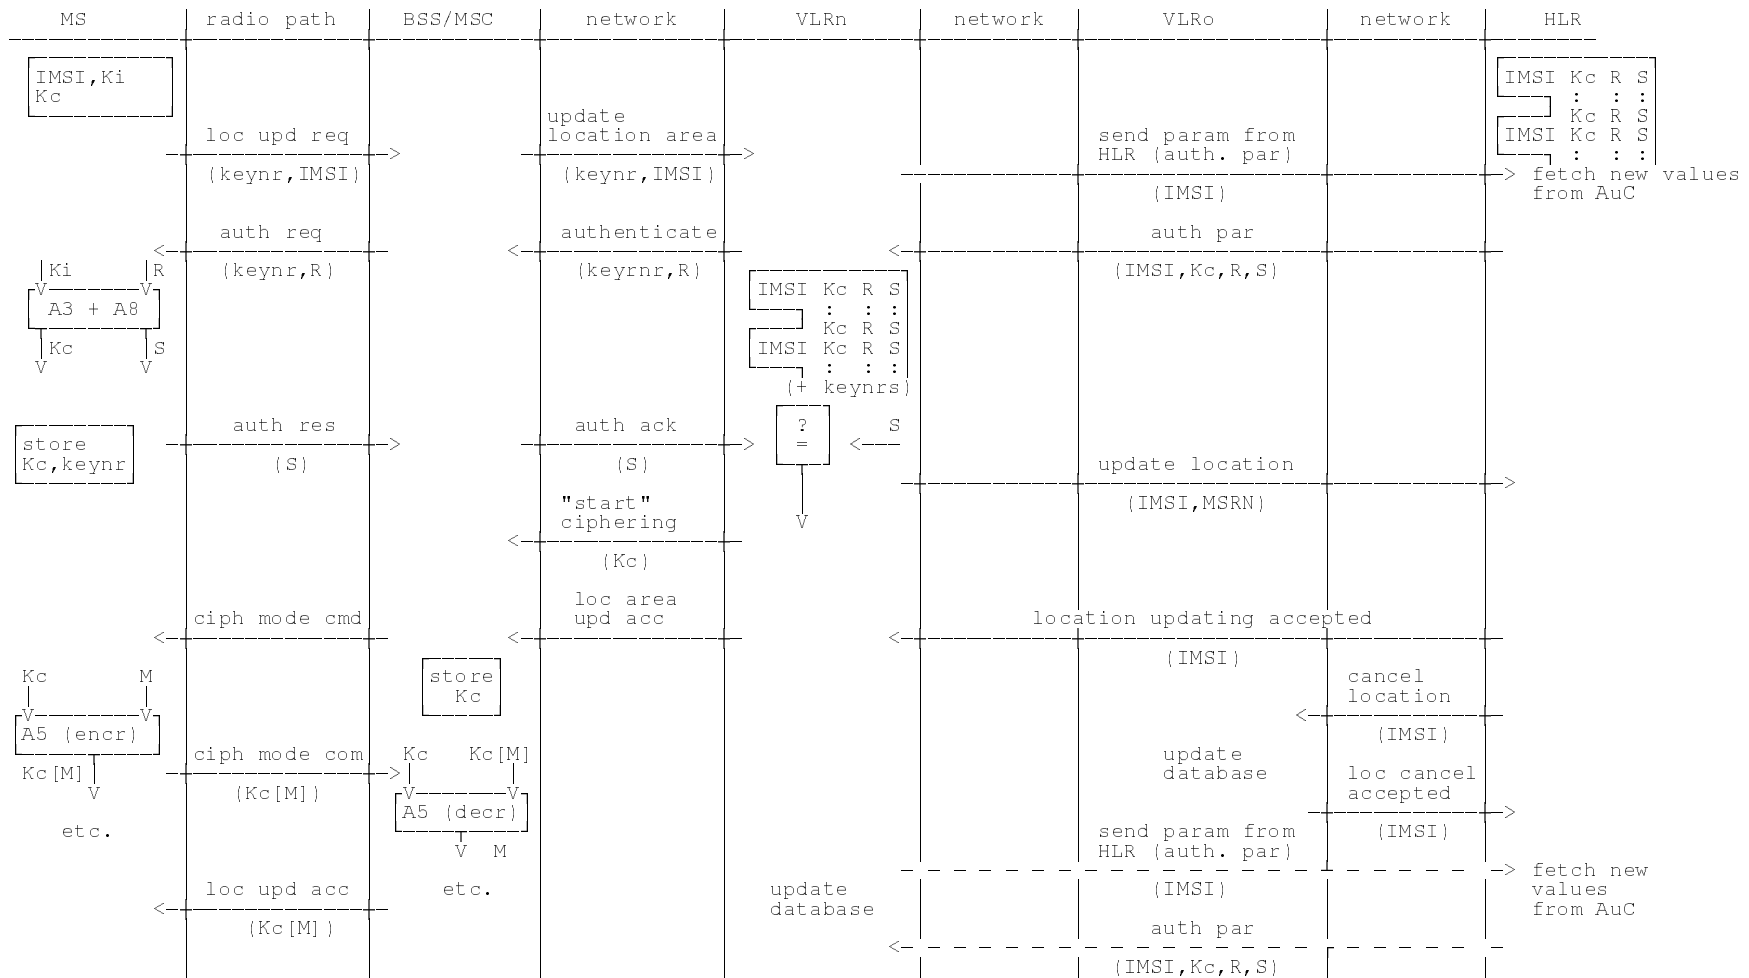 MS radio path BSS/MSC network VLRn network VLRo network HLR
IMSI,Ki
Kc
IMSI Kc R S
: : :
Kc R S
IMSI Kc R S
: : :
loc upd req
(keynr,IMSI)
update
location area
(keynr,IMSI)
send param from
HLR (auth. par)
(IMSI)
fetch new values
from AuC
auth req
(keynr,R)
authenticate
(keyrnr,R)
auth par
(IMSI,Kc,R,S)
Ki R
V V
A3 + A8
Kc S
V V
IMSI Kc R S
: : :
Kc R S
IMSI Kc R S
: : :
(+ keynrs)
store
Kc,keynr
auth res
(S)
auth ack
(S)
?
=
S
V
update location
(IMSI,MSRN)
"start"
ciphering
(Kc)
ciph mode cmd
loc area
upd acc
location updating accepted
(IMSI)
store
Kc
cancel
location
(IMSI)
Kc M
V V
A5 (encr)
Kc[M]
V
etc.
ciph mode com
(Kc[M])
Kc Kc[M]
V V
A5 (decr)
V M
etc.
update
database
loc cancel
accepted
(IMSI)
send param from
HLR (auth. par)
(IMSI)
fetch new
values
from AuC
loc upd acc
(Kc[M])
update
database
auth par
(IMSI,Kc,R,S)